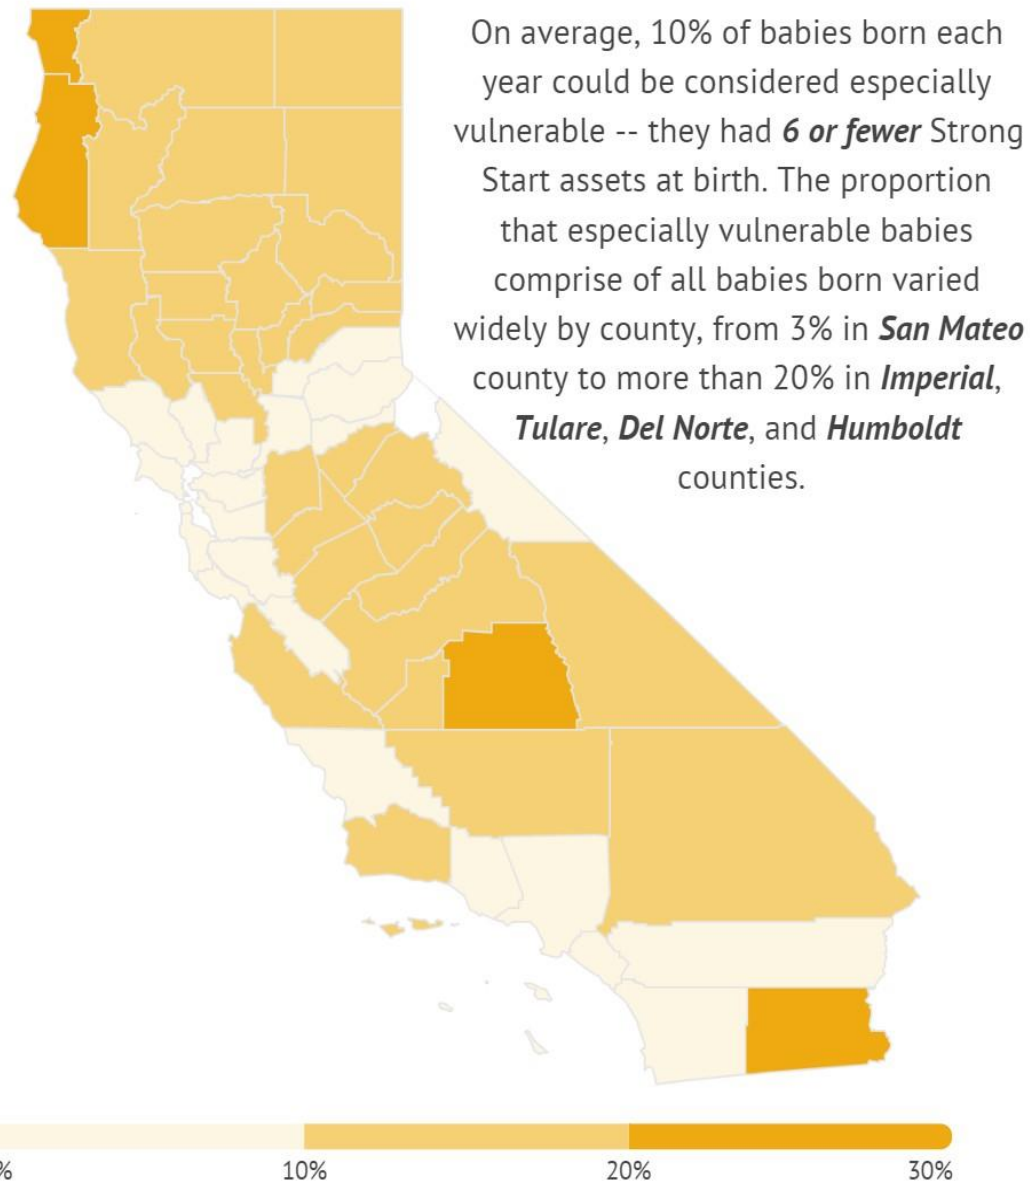 On average, 10% of babies born each
year could be considered especially
vulnerable -- they had 6 or fewer Strong
Start assets at birth. The proportion
that especially vulnerable babies
comprise of all babies born varied
widely by county, from 3% in San Mateo
county to more than 20% in Imperial,
Tulare, Del Norte, and Humboldt
counties.
% 10% 20% 30%